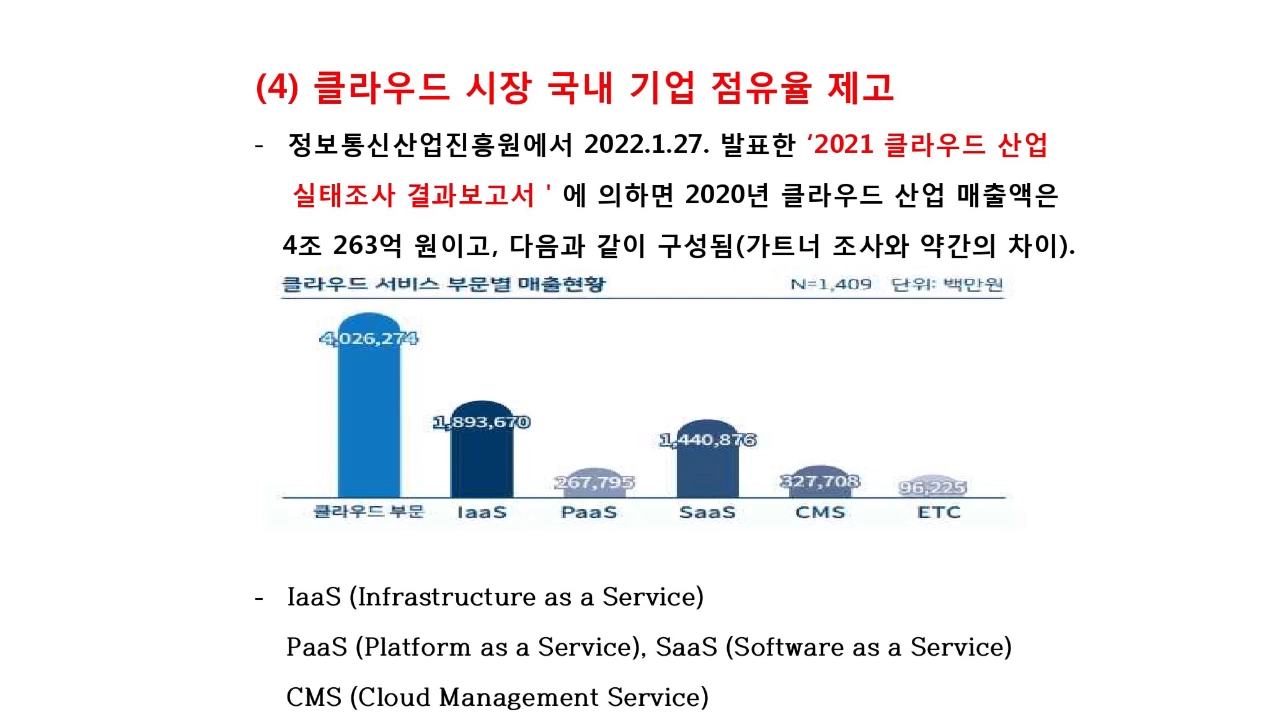 (4) 클라우드 시장 국내 기업 점유율 제고
- 정보통신산업진흥원에서 2022.1.27. 발표한 ‘2021 클라우드 산업
실태조사 결과보고서 ' 에 의하면 2020년 클라우드 산업 매출액은
4조 263억 원이고, 다음과 같이 구성됨(가트너 조사와 약간의 차이).
클라우드 서비스 부문별 매출현황 N=1,409 단위: 백만원
4,026,274
1,893,670
267,795
1,440,876
327,708
96,225
클라우드 부문 IaaS PaaS SaaS CMS ETC
- IaaS (Infrastructure as a Service)
PaaS (Platform as a Service), SaaS (Software as a Service)
CMS (Cloud Management Service)